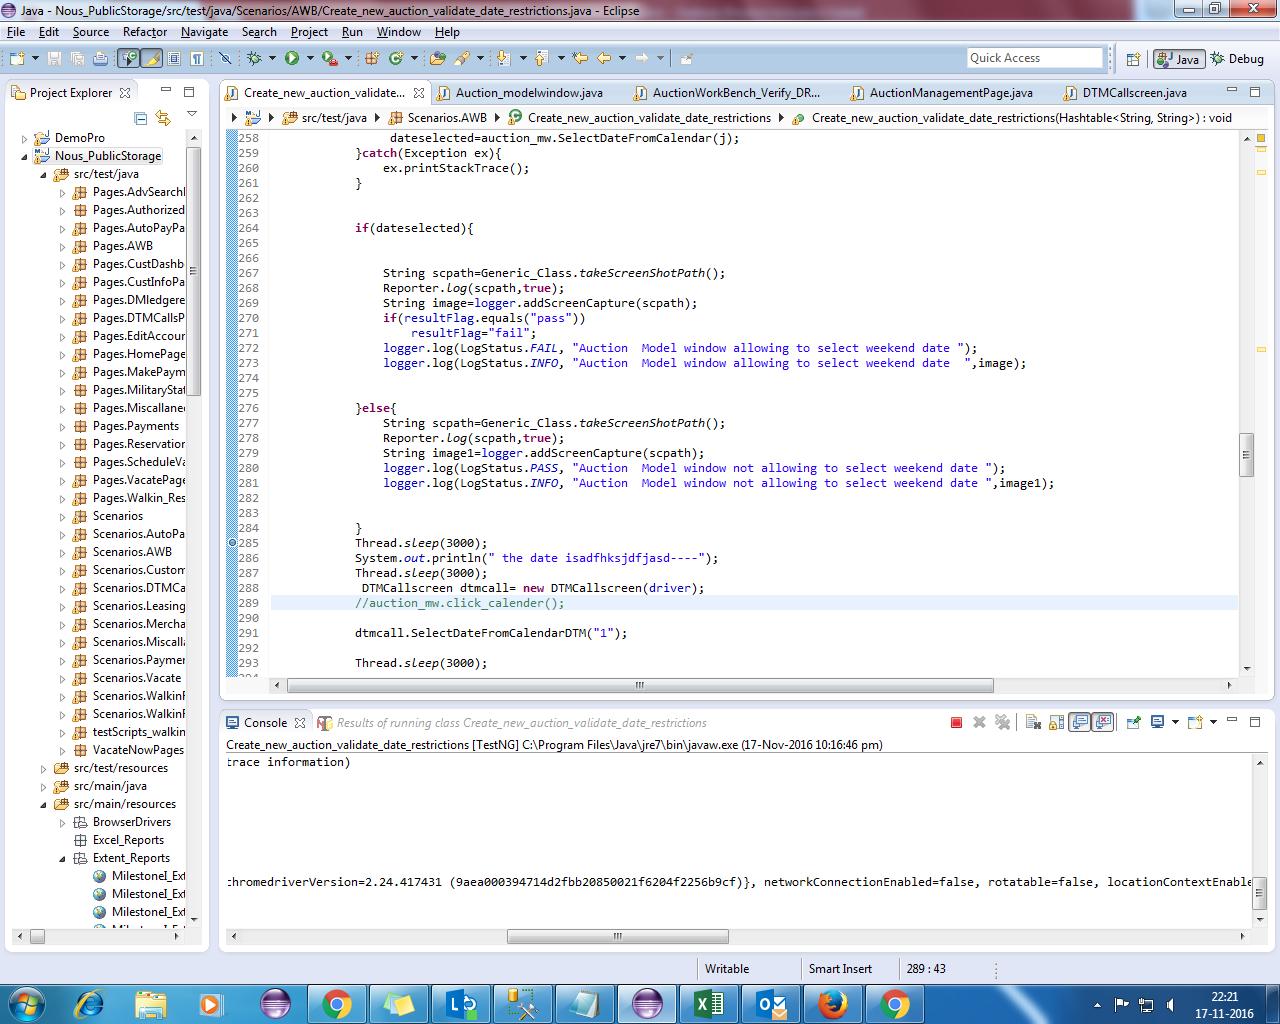 Java - Nous_PublicStorage/src/test/java/Scenarios/AWB/Create_new_auction_validate_date_restrictions.java - Eclipse
File Edit Source Refactor Navigate Search Project Run Window Help
Quick Access
Java
Debug
Project Explorer
DemoPro
Nous_PublicStorage
src/test/java
Pages.AdvSearchI
Pages.Authorized
Pages.AutoPayPa
Pages.AWB
Pages.CustDashb
Pages.CustInfoPa
Pages.DMledgere
Pages.DTMCallsP
Pages.EditAccour
Pages.HomePage
Pages.MakePaym
Pages.MilitaryStat
Pages.Miscallane
Pages.Payments
Pages.Reservation
Pages.ScheduleVa
Pages.VacatePage
Pages.Walkin_Res
Scenarios
Scenarios.AutoPa
Scenarios.AWB
Scenarios.Custom
Scenarios.DTMCa
Scenarios.Leasing
Scenarios.Mercha
Scenarios.Miscall
Scenarios.Paymer
Scenarios.Vacate
Scenarios.WalkinF
Scenarios.WalkinF
testScripts_walkin
VacateNowPages
src/test/resources
src/main/java
src/main/resources
BrowserDrivers
Excel_Reports
Extent_Reports
MilestoneI_Ext
MilestoneI_Ext
MilestoneI_Ext
Create_new_auction_validate... Auction_modelwindow.java AuctionWorkBench_Verify_DR... AuctionManagementPage.java DTMCallscreen.java
src/test/java Scenarios.AWB Create_new_auction_validate_date_restrictions Create_new_auction_validate_date_restrictions(Hashtable<String, String>) : void
258 dateselected=auction_mw.SelectDateFromCalendar(j);
259 }catch(Exception ex){
260 ex.printStackTrace();
261 }
262
263
264 if(dateselected){
265
266
267 String scpath=Generic_Class.takeScreenShotPath();
268 Reporter.log(scpath,true);
269 String image=logger.addScreenCapture(scpath);
270 if(resultFlag.equals("pass"))
271 resultFlag="fail";
272 logger.log(LogStatus.FAIL, "Auction  Model window allowing to select weekend date ");
273 logger.log(LogStatus.INFO, "Auction  Model window allowing to select weekend date  ",image);
274
275
276 }else{
277 String scpath=Generic_Class.takeScreenShotPath();
278 Reporter.log(scpath,true);
279 String image1=logger.addScreenCapture(scpath);
280 logger.log(LogStatus.PASS, "Auction  Model window not allowing to select weekend date ");
281 logger.log(LogStatus.INFO, "Auction  Model window not allowing to select weekend date ",image1);
282
283
284 }
285 Thread.sleep(3000);
286 System.out.println(" the date isadfhksjdfjasd----");
287 Thread.sleep(3000);
288 DTMCallscreen dtmcall= new DTMCallscreen(driver);
289 //auction_mw.click_calender();
290
291 dtmcall.SelectDateFromCalendarDTM("1");
292
293 Thread.sleep(3000);
Console Results of running class Create_new_auction_validate_date_restrictions
Create_new_auction_validate_date_restrictions [TestNG] C:\Program Files\Java\jre7\bin\javaw.exe (17-Nov-2016 10:16:46 pm)
trace information)
chromedriverVersion=2.24.417431 (9aea000394714d2fbb20850021f6204f2256b9cf)}, networkConnectionEnabled=false, rotatable=false, locationContextEnable
Writable Smart Insert 289 : 43
22:21
17-11-2016